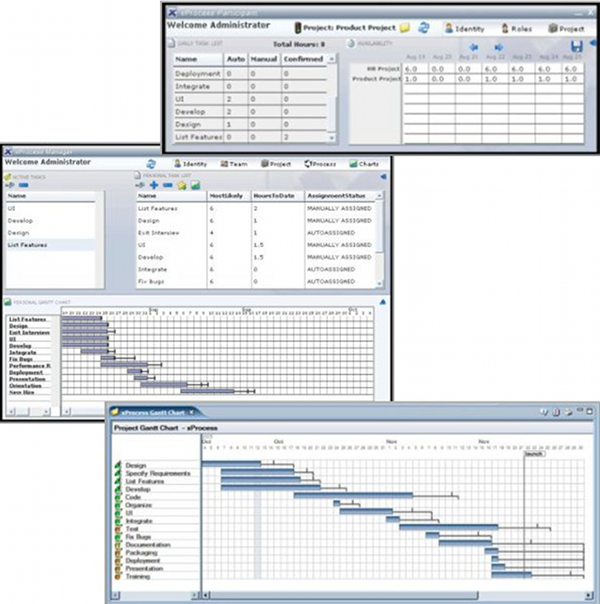 xProcess Participant
Welcome Administrator
Project: Product Project
Identity
Roles
Project
DAILY TASK LIST
Total Hours: 8
AVAILABILITY
Name Auto Manual Confirmed
Deployment 0 0 0
Integrate 0 0 0
UI 2 0 0
Develop 2 0 0
Design 1 0 0
List Features 0 0 2
Aug 19 Aug 20 Aug 21 Aug 22 Aug 23 Aug 24 Aug 25
HR Project 6.0 0.0 0.0 6.0 6.0 6.0 6.0
Product Project 1.0 0.0 0.0 1.0 1.0 1.0 1.0
xProcess Manager
Welcome Administrator
Identity
Team
Project
Process
Charts
ACTIVE TASKS
Name
UI
Develop
Design
List Features
PERSONAL TASK LIST
Name MostLikely HoursToDate AssignmentStatus
List Features 6 2 MANUALLY ASSIGNED
Design 6 1 MANUALLY ASSIGNED
Exit Interview 4 1 AUTOASSIGNED
UI 6 1.5 MANUALLY ASSIGNED
Develop 6 1.5 MANUALLY ASSIGNED
Integrate 6 0 AUTOASSIGNED
Fix Bugs 6 0 AUTOASSIGNED
PERSONAL GANTT CHART
Sep Sep Oct
List Features
Design
Exit Interview
UI
Develop
Integrate
Fix Bugs
Performance R
Deployment
Presentation
Orientation
New Hire
xProcess Gantt Chart
Project Gantt Chart - xProcess
Oct Oct Nov Nov
launch
Design
Specify Requirements
List Features
Develop
Code
Organize
UI
Integrate
Test
Fix Bugs
Documentation
Packaging
Deployment
Presentation
Training